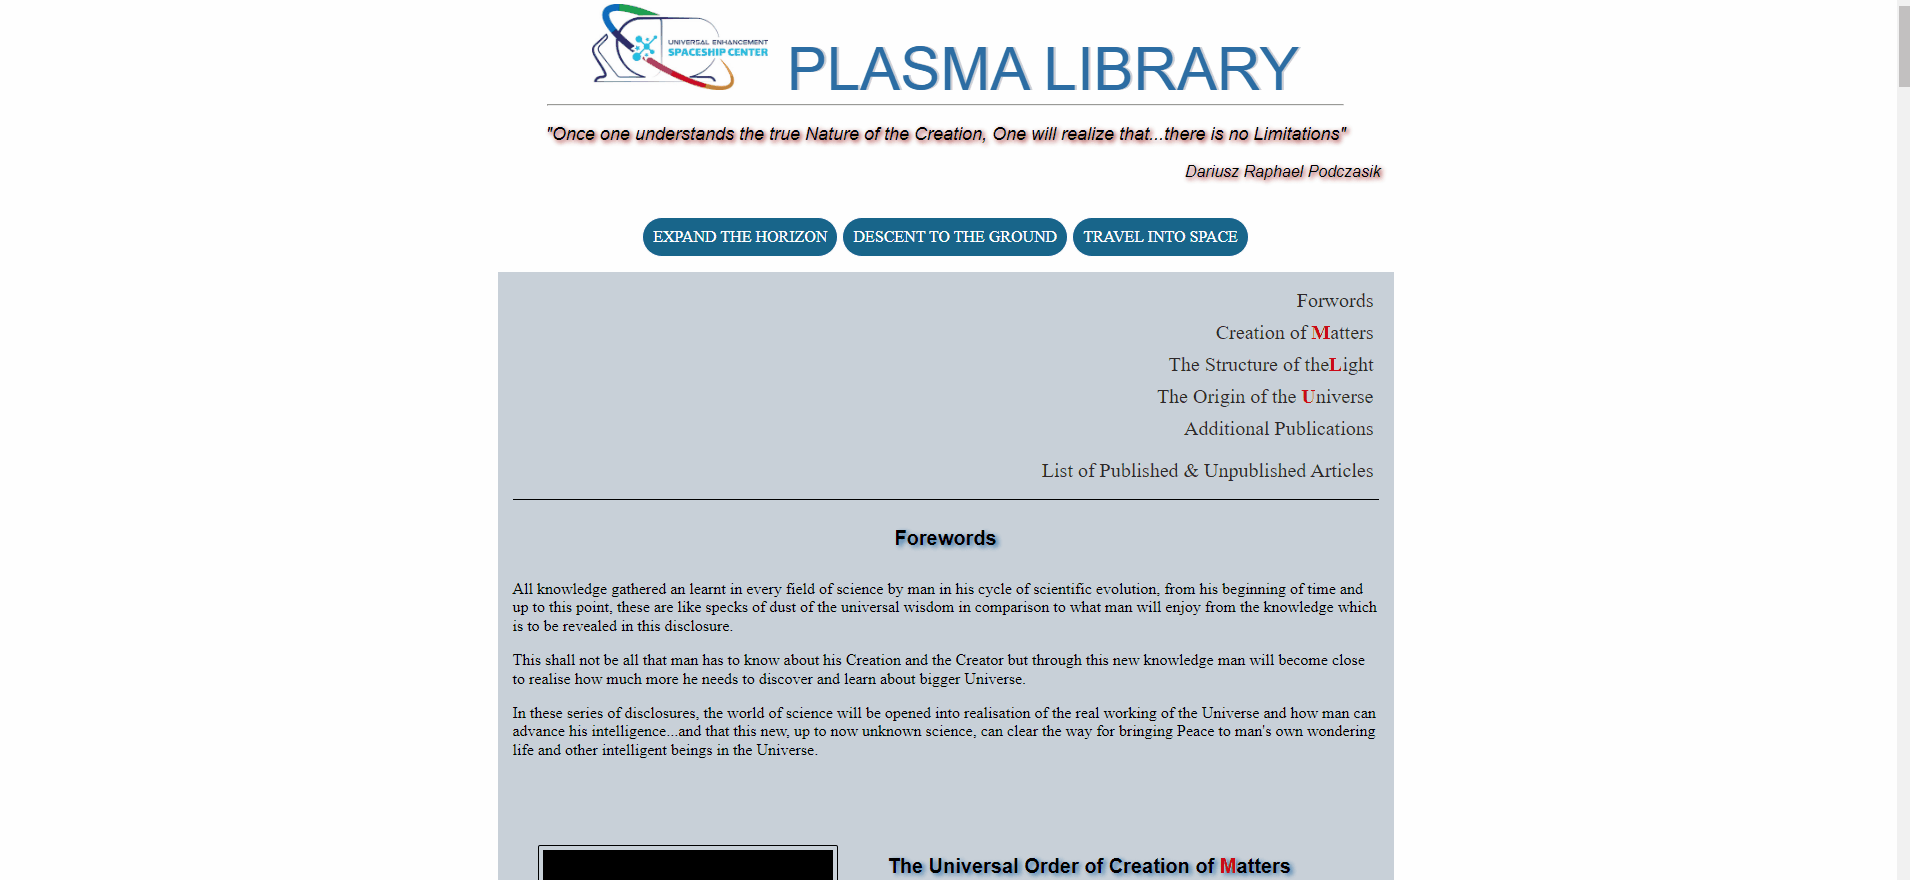 UNIVERSAL ENHANCEMENT
SPACESHIP CENTER
PLASMA LIBRARY
"Once one understands the true Nature of the Creation, One will realize that...there is no Limitations"
Dariusz Raphael Podczasik
EXPAND THE HORIZON DESCENT TO THE GROUND TRAVEL INTO SPACE
Forwords
Creation of Matters
The Structure of theLight
The Origin of the Universe
Additional Publications
List of Published & Unpublished Articles
Forewords
All knowledge gathered an learnt in every field of science by man in his cycle of scientific evolution, from his beginning of time and
up to this point, these are like specks of dust of the universal wisdom in comparison to what man will enjoy from the knowledge which
is to be revealed in this disclosure.
This shall not be all that man has to know about his Creation and the Creator but through this new knowledge man will become close
to realise how much more he needs to discover and learn about bigger Universe.
In these series of disclosures, the world of science will be opened into realisation of the real working of the Universe and how man can
advance his intelligence...and that this new, up to now unknown science, can clear the way for bringing Peace to man's own wondering
life and other intelligent beings in the Universe.
The Universal Order of Creation of Matters